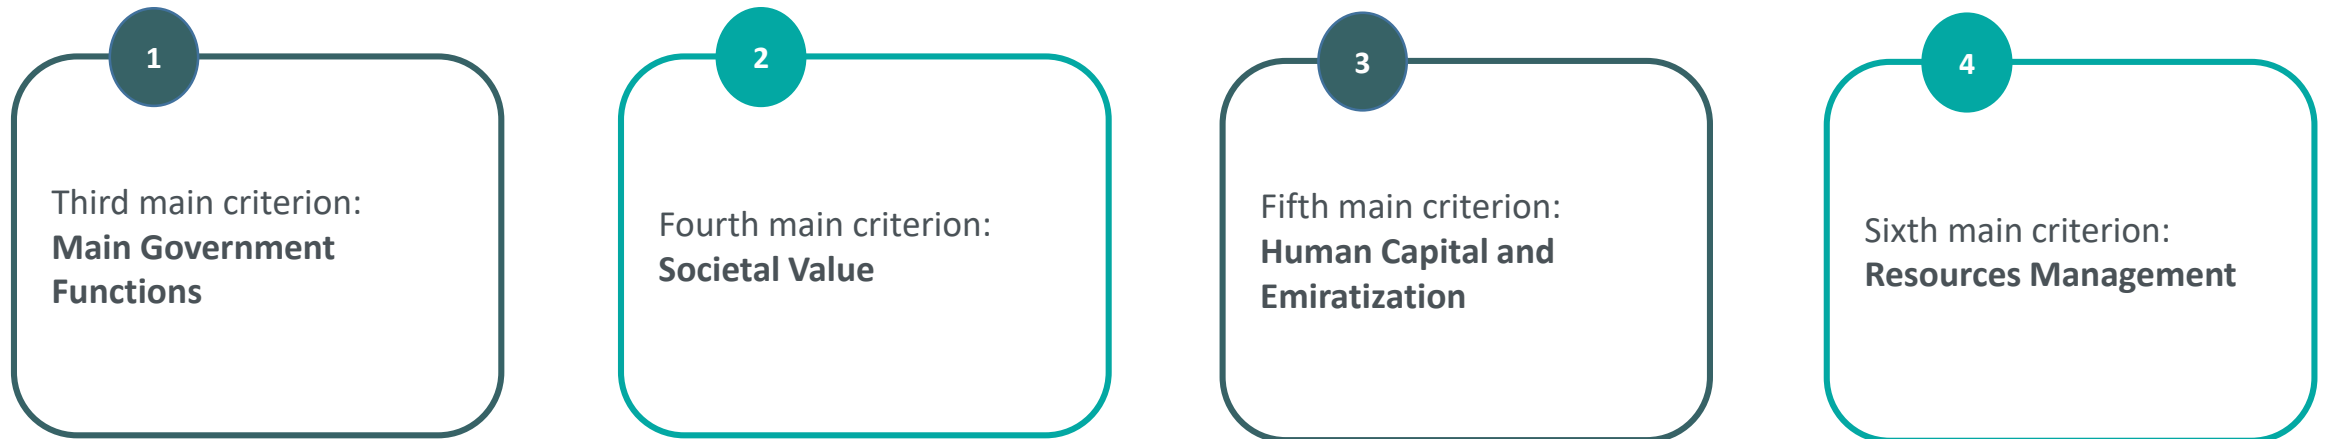 1
Third main criterion:
Main Government
Functions
2
Fourth main criterion:
Societal Value
3
Fifth main criterion:
Human Capital and
Emiratization
4
Sixth main criterion:
Resources Management